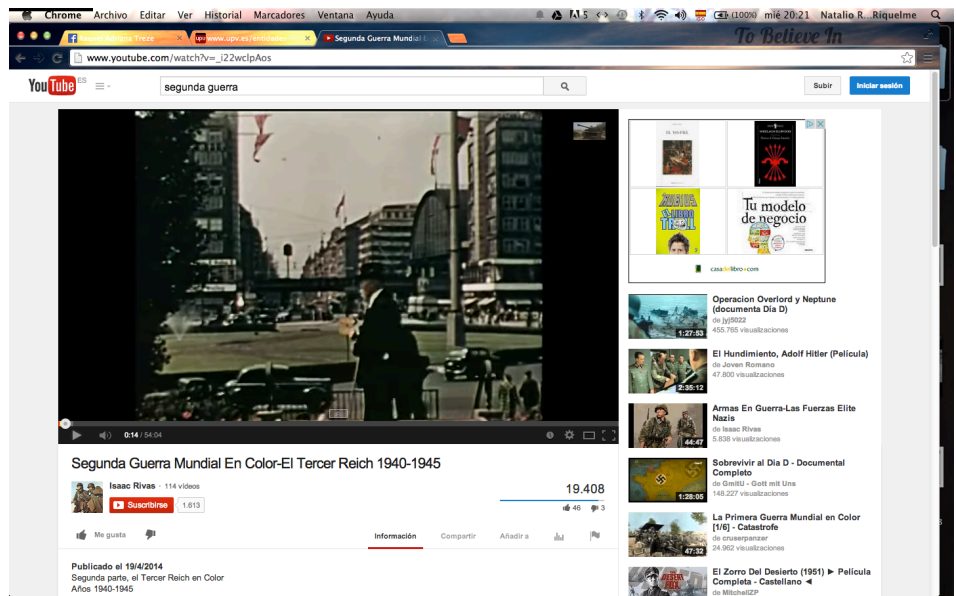 Chrome Archivo Editar Ver Historial Marcadores Ventana Ayuda
5 (100%) mié 20:21 Natalio R...Riquelme
Treze
www.upv.es/entidades
Segunda Guerra Mundial E
To Believe In
www.youtube.com/watch?v=_i22wclpAos
YouTube ES
segunda guerra
Subir
Iniciar sesión
Tu modelo
de negocio
casadellibro.com
0:14 / 54:04
Segunda Guerra Mundial En Color-El Tercer Reich 1940-1945
Isaac Rivas · 114 vídeos
Suscribirse 1.613
19.408
46 3
Me gusta
Información Compartir Añadir a
Publicado el 19/4/2014
Segunda parte, el Tercer Reich en Color
Años 1940-1945
Operacion Overlord y Neptune
(documenta Dia D)
de jyj5022
455.765 visualizaciones
1:27:53
El Hundimiento, Adolf Hitler (Película)
de Joven Romano
47.800 visualizaciones
2:35:12
Armas En Guerra-Las Fuerzas Elite
Nazis
de Isaac Rivas
5.838 visualizaciones
44:47
Sobrevivir al Dia D - Documental
Completo
de GmitU - Gott mit Uns
148.227 visualizaciones
1:28:05
La Primera Guerra Mundial en Color
[1/6] - Catastrofe
de cruserpanzer
24.962 visualizaciones
47:32
El Zorro Del Desierto (1951) ► Película
Completa - Castellano ◄
de MitchellZP